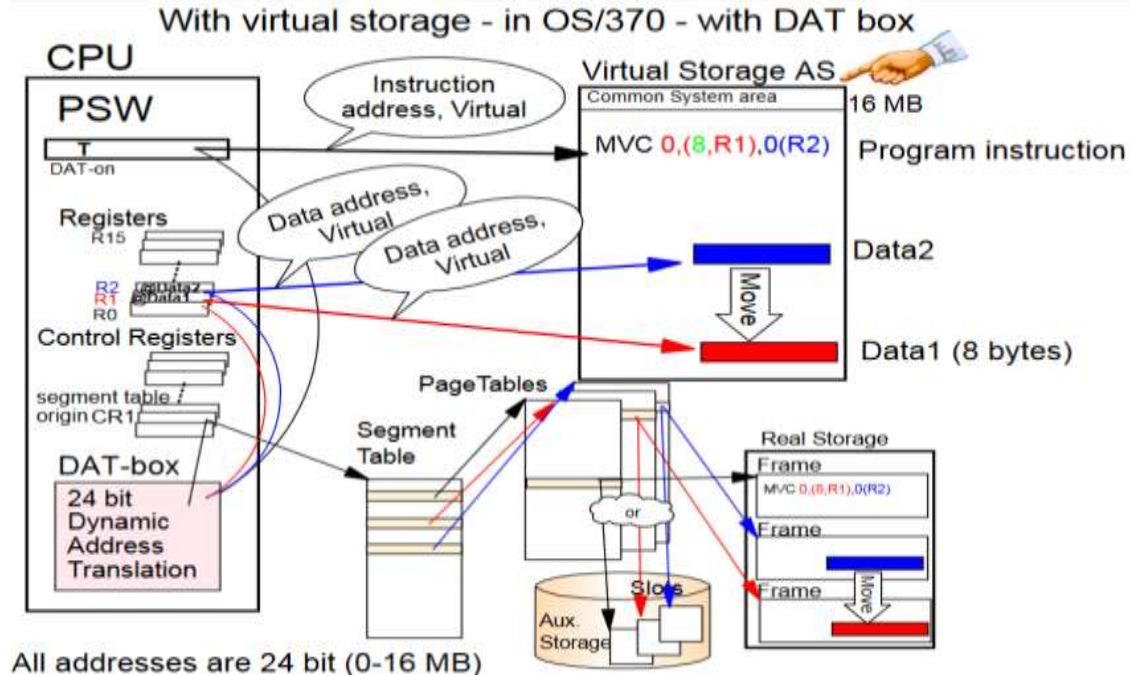 With virtual storage - in OS/370 - with DAT box
CPU
PSW
T
DAT-on
Instruction
address, Virtual
Virtual Storage AS
Common System area
16 MB
MVC 0,(8,R1),0(R2)
Program instruction
Data address,
Virtual
Data address,
Virtual
Registers
R15
R2
R1
R0
@Data2
@Data1
Data2
Move
Data1 (8 bytes)
Control Registers
segment table
origin CR1
DAT-box
24 bit
Dynamic
Address
Translation
Segment
Table
PageTables
or
Slots
Aux.
Storage
Real Storage
Frame
MVC 0,(8,R1),0(R2)
Frame
Move
Frame
All addresses are 24 bit (0-16 MB)